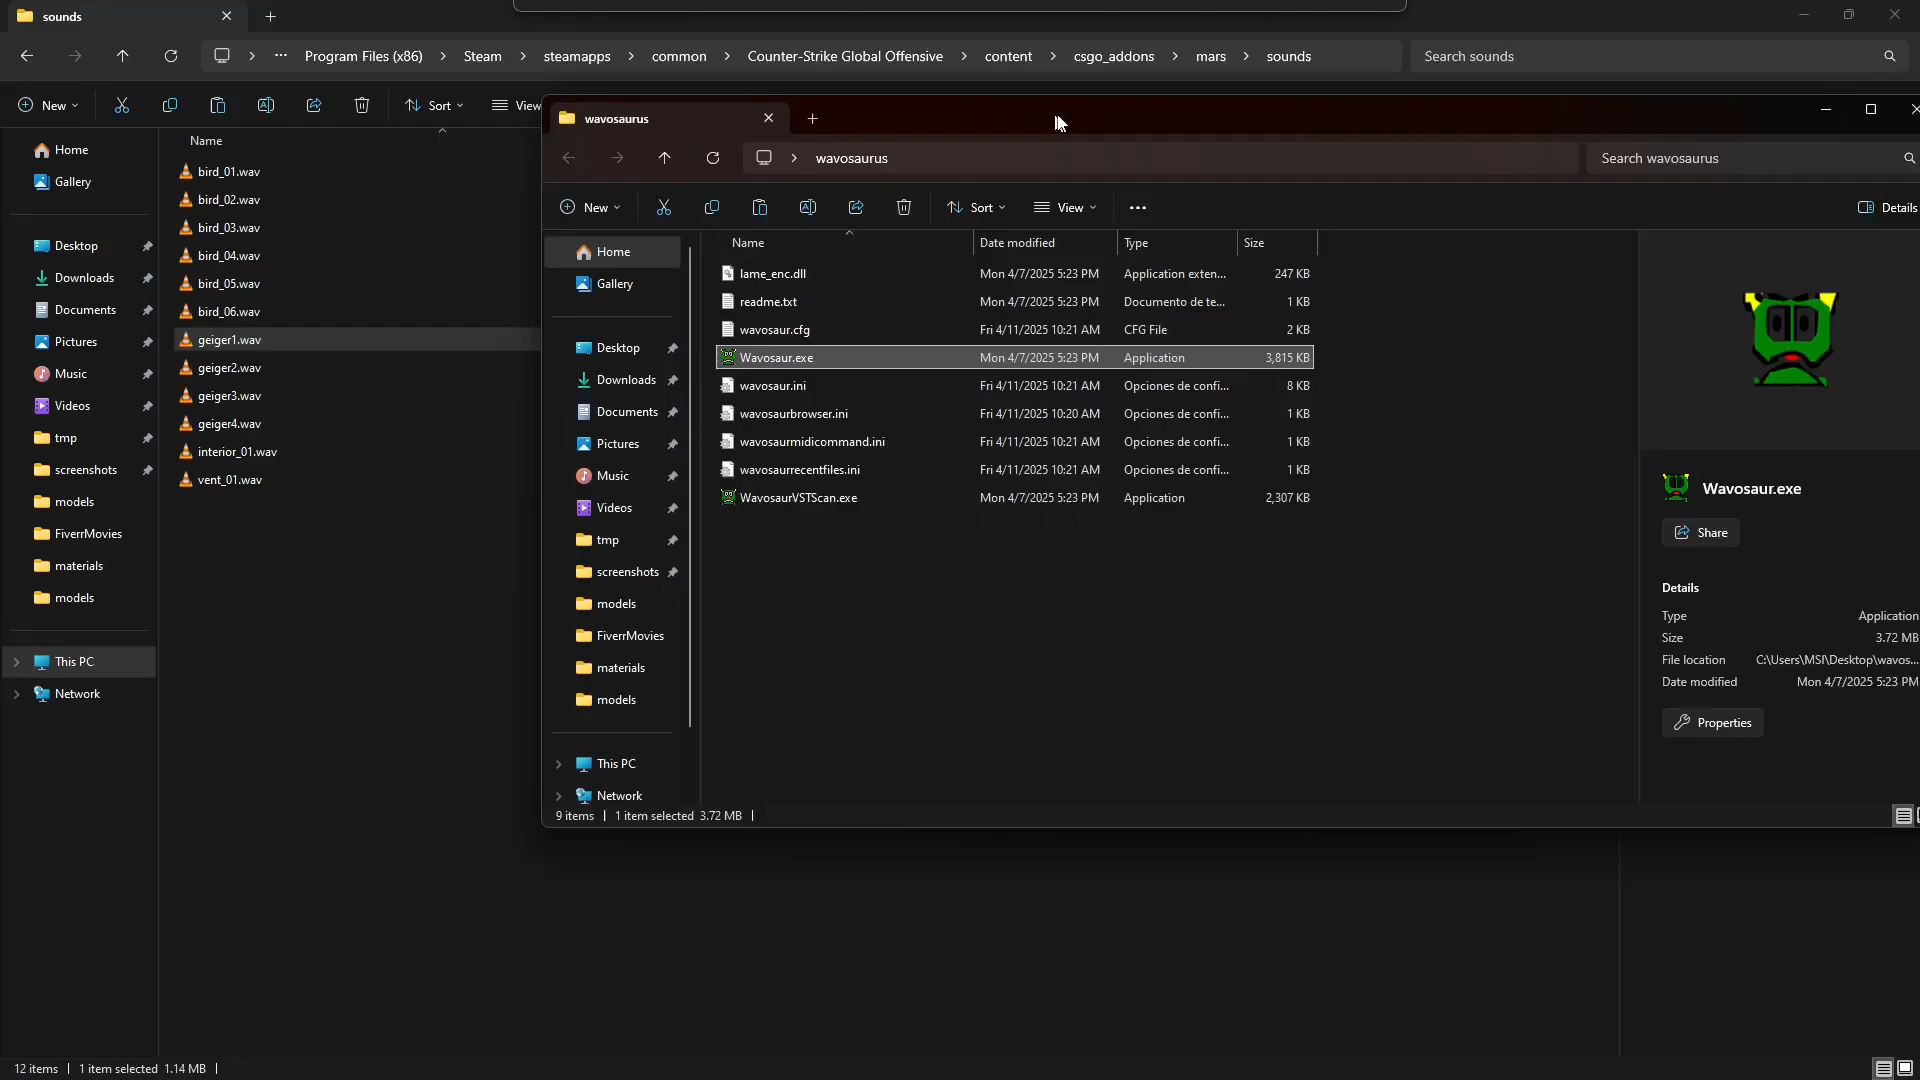 sounds
Program Files (x86) Steam steamapps common Counter-Strike Global Offensive content csgo_addons mars sounds
Search sounds
New
Sort
View
Name
Home
Gallery
Desktop
Downloads
Documents
Pictures
Music
Videos
tmp
screenshots
models
FiverrMovies
materials
models
This PC
Network
bird_01.wav
bird_02.wav
bird_03.wav
bird_04.wav
bird_05.wav
bird_06.wav
geiger1.wav
geiger2.wav
geiger3.wav
geiger4.wav
interior_01.wav
vent_01.wav
12 items | 1 item selected 1.14 MB |
wavosaurus
wavosaurus
Search wavosaurus
New
Sort
View
Details
Home
Gallery
Desktop
Downloads
Documents
Pictures
Music
Videos
tmp
screenshots
models
FiverrMovies
materials
models
This PC
Network
Name Date modified Type Size
lame_enc.dll Mon 4/7/2025 5:23 PM Application exten... 247 KB
readme.txt Mon 4/7/2025 5:23 PM Documento de te... 1 KB
wavosaur.cfg Fri 4/11/2025 10:21 AM CFG File 2 KB
Wavosaur.exe Mon 4/7/2025 5:23 PM Application 3,815 KB
wavosaur.ini Fri 4/11/2025 10:21 AM Opciones de confi... 8 KB
wavosaurbrowser.ini Fri 4/11/2025 10:20 AM Opciones de confi... 1 KB
wavosaurmidicommand.ini Fri 4/11/2025 10:21 AM Opciones de confi... 1 KB
wavosaurrecentfiles.ini Fri 4/11/2025 10:21 AM Opciones de confi... 1 KB
WavosaurVSTScan.exe Mon 4/7/2025 5:23 PM Application 2,307 KB
9 items | 1 item selected 3.72 MB |
Wavosaur.exe
Share
Details
Type Application
Size 3.72 MB
File location C:\Users\MSI\Desktop\wavos...
Date modified Mon 4/7/2025 5:23 PM
Properties